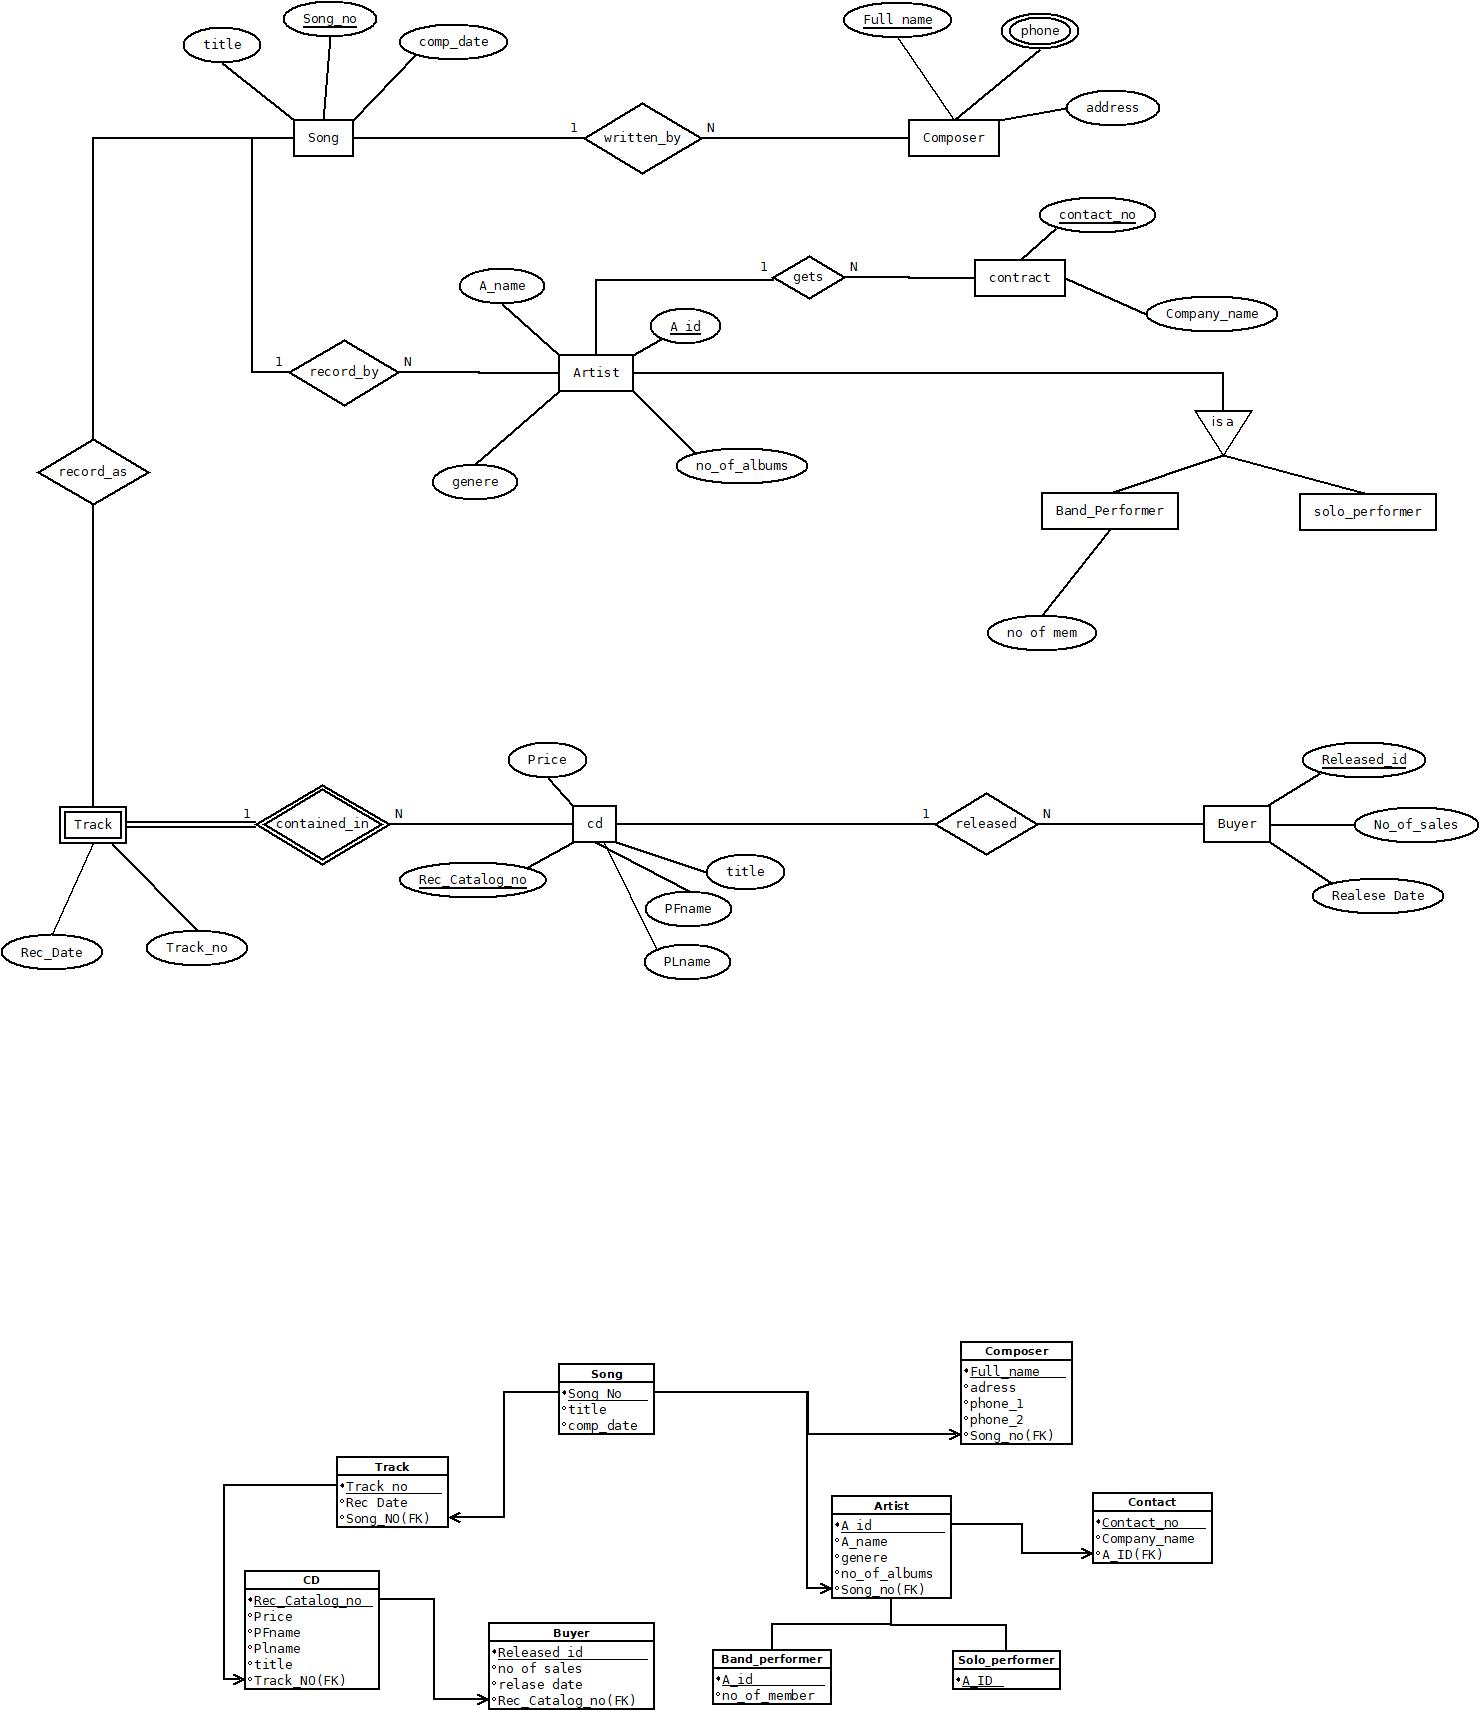 Song_no
Full name
title
comp_date
phone
address
Song
1
written_by
N
Composer
contact_no
A_name
1
gets
N
contract
A_id
Company_name
1
record_by
N
Artist
is a
record_as
genere
no_of_albums
Band_Performer
solo_performer
no of mem
Price
Released_id
Track
1
contained_in
N
cd
1
released
N
Buyer
No_of_sales
Rec_Catalog_no
title
PFname
Realese Date
Rec_Date
Track_no
PLname
Composer
Full_name
adress
phone_1
phone_2
Song_no(FK)
Song
Song_No
title
comp_date
Track
Track_no
Rec_Date
Song_NO(FK)
Artist
A_id
A_name
genere
no_of_albums
Song_no(FK)
Contact
Contact_no
Company_name
A_ID(FK)
CD
Rec_Catalog_no
Price
PFname
Plname
title
Track_NO(FK)
Buyer
Released_id
no of sales
relase date
Rec_Catalog_no(FK)
Band_performer
A_id
no_of_member
Solo_performer
A_ID